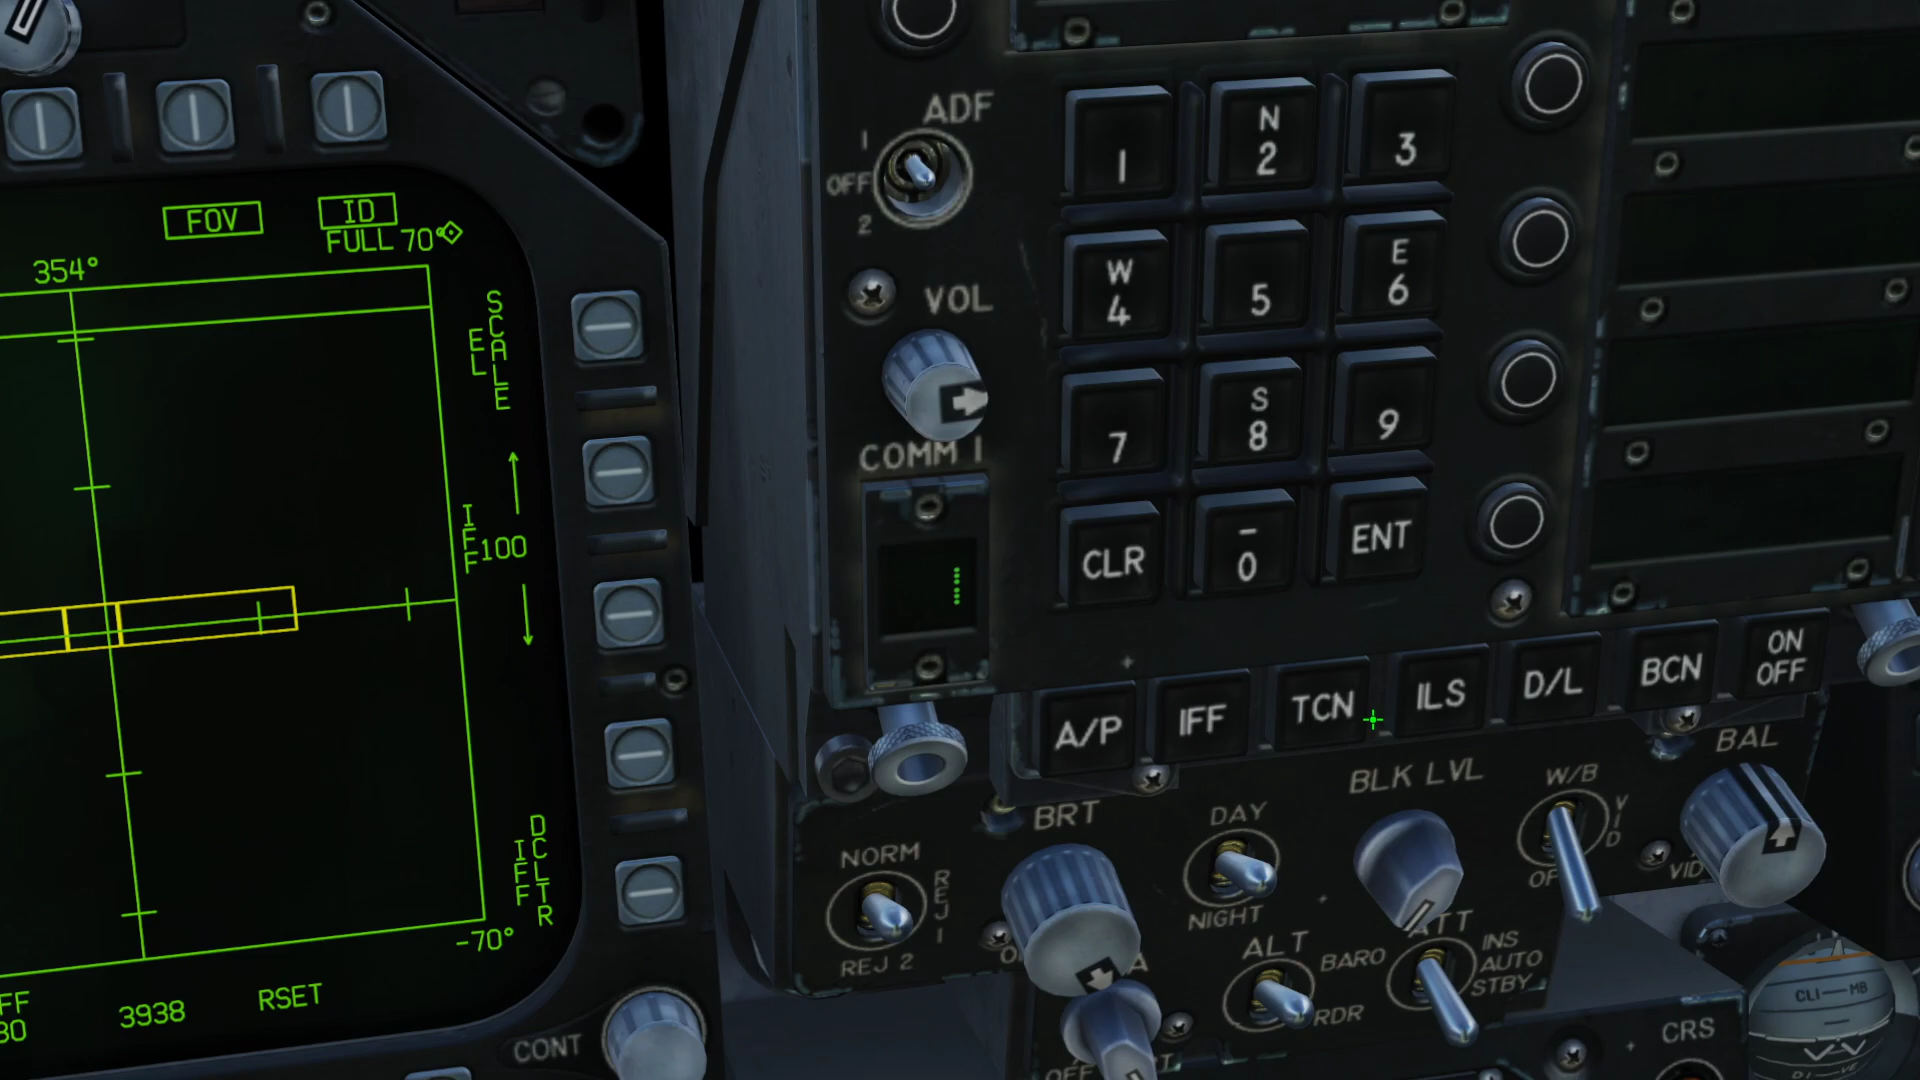 FOV
ID
FULL 70°
354°
SCALE
EL
IFF
100
DCLTR
IFF
-70°
3938
RSET
30
CONT
ADF
1
OFF
2
VOL
COMM 1
1
N
2
3
W
4
5
E
6
7
S
8
9
CLR
-
0
ENT
A/P
IFF
TCN
ILS
D/L
BCN
ON
OFF
BRT
DAY
NIGHT
BLK LVL
W/B
VID
BAL
VID
NORM
REJ 1
REJ 2
ALT
BARO
RDR
INS
AUTO
STBY
CRS
OFF
CLI—MB